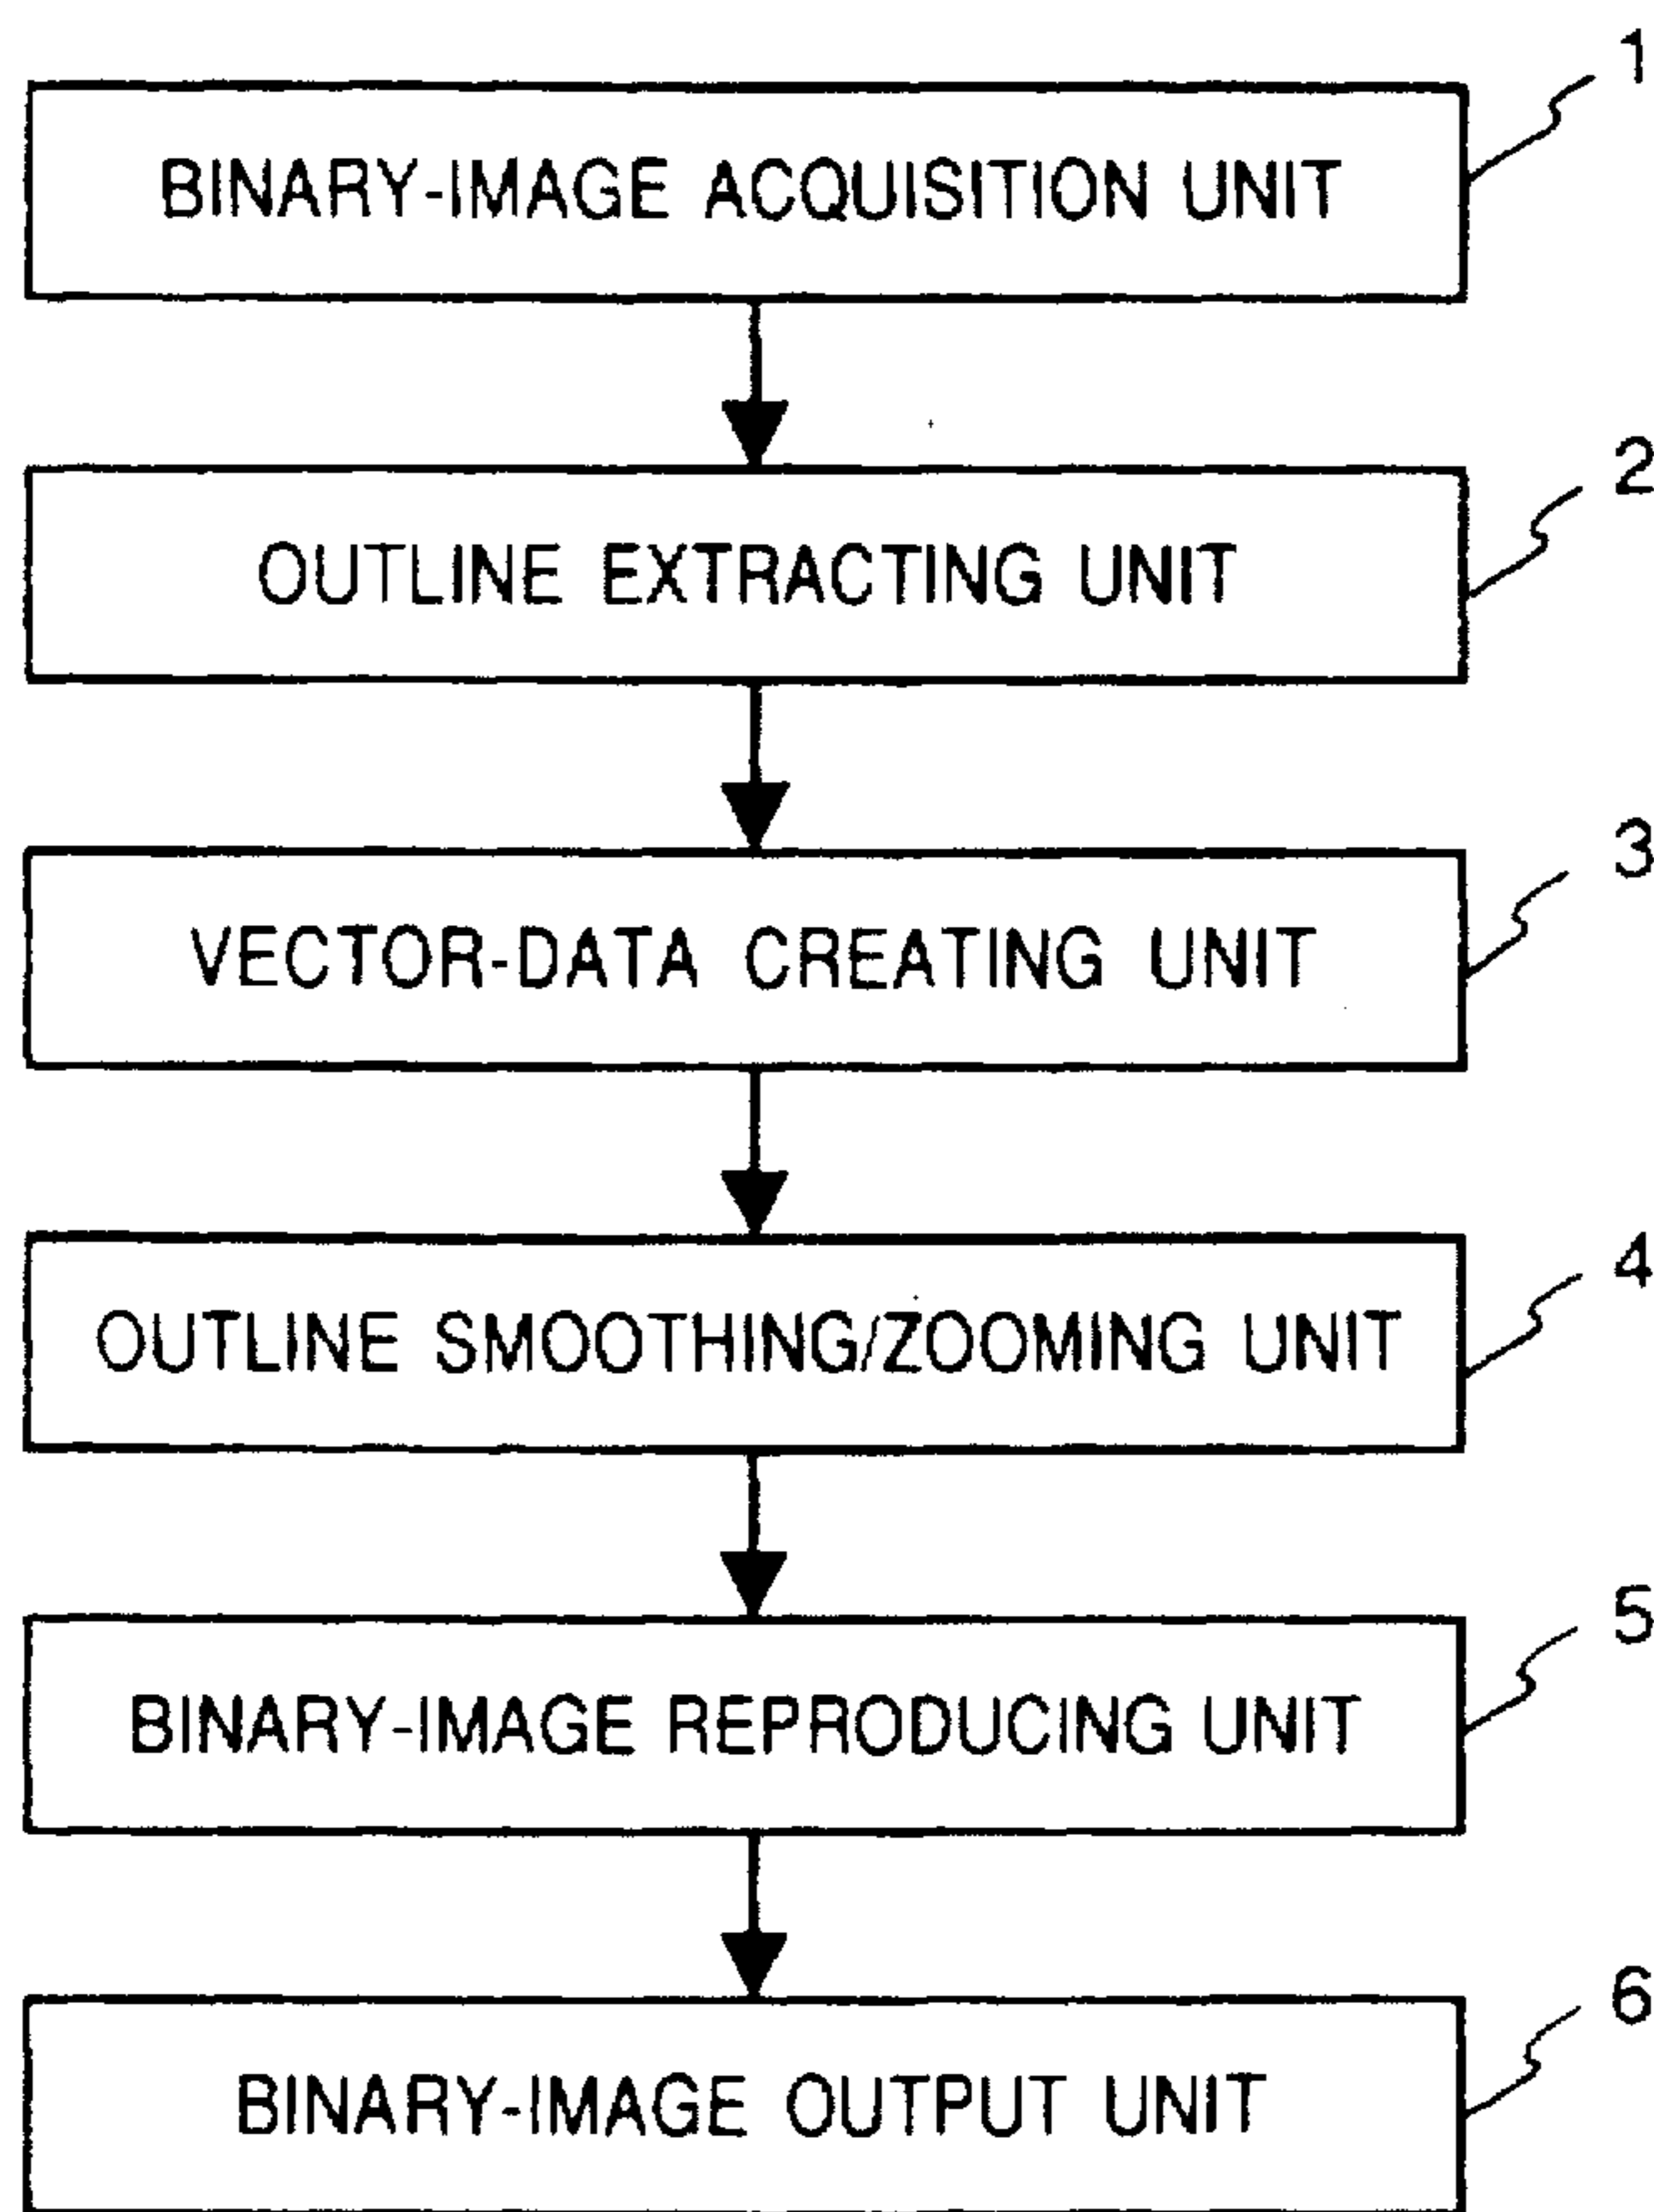 1
BINARY-IMAGE ACQUISITION UNIT
2
OUTLINE EXTRACTING UNIT
3
VECTOR-DATA CREATING UNIT
4
OUTLINE SMOOTHING/ZOOMING UNIT
5
BINARY-IMAGE REPRODUCING UNIT
6
BINARY-IMAGE OUTPUT UNIT